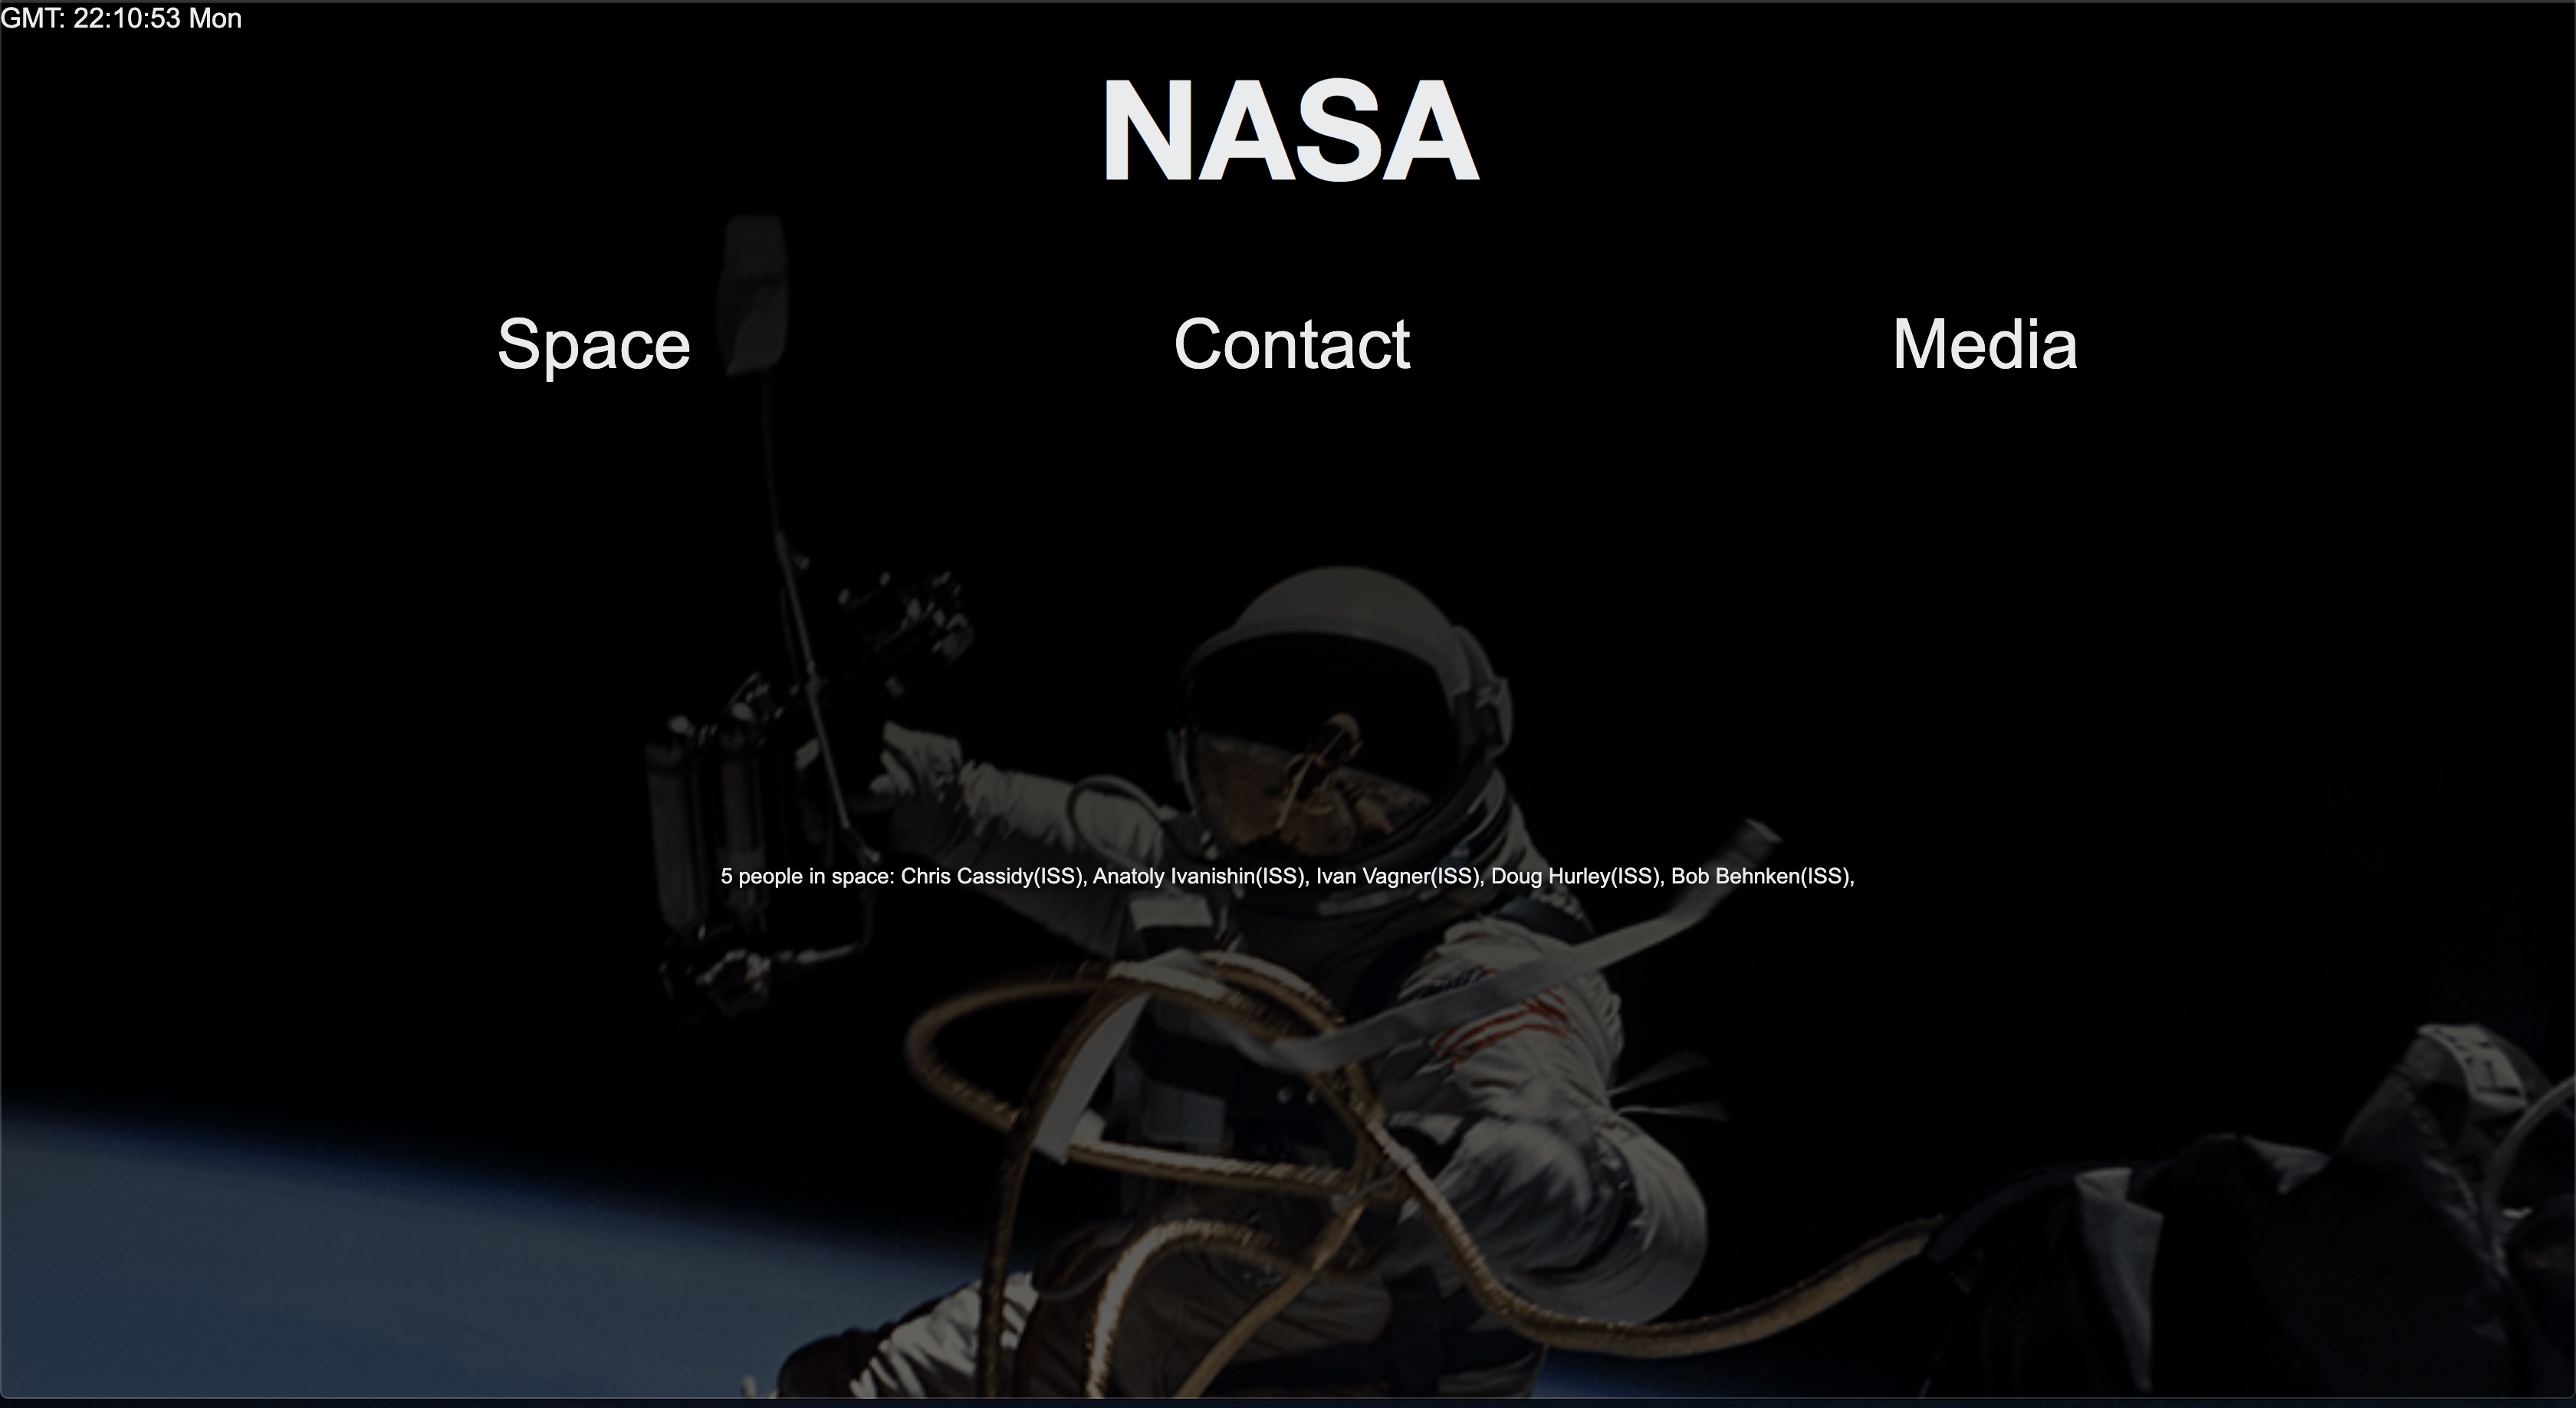 GMT: 22:10:53 Mon
NASA
Space
Contact
Media
5 people in space: Chris Cassidy(ISS), Anatoly Ivanishin(ISS), Ivan Vagner(ISS), Doug Hurley(ISS), Bob Behnken(ISS),